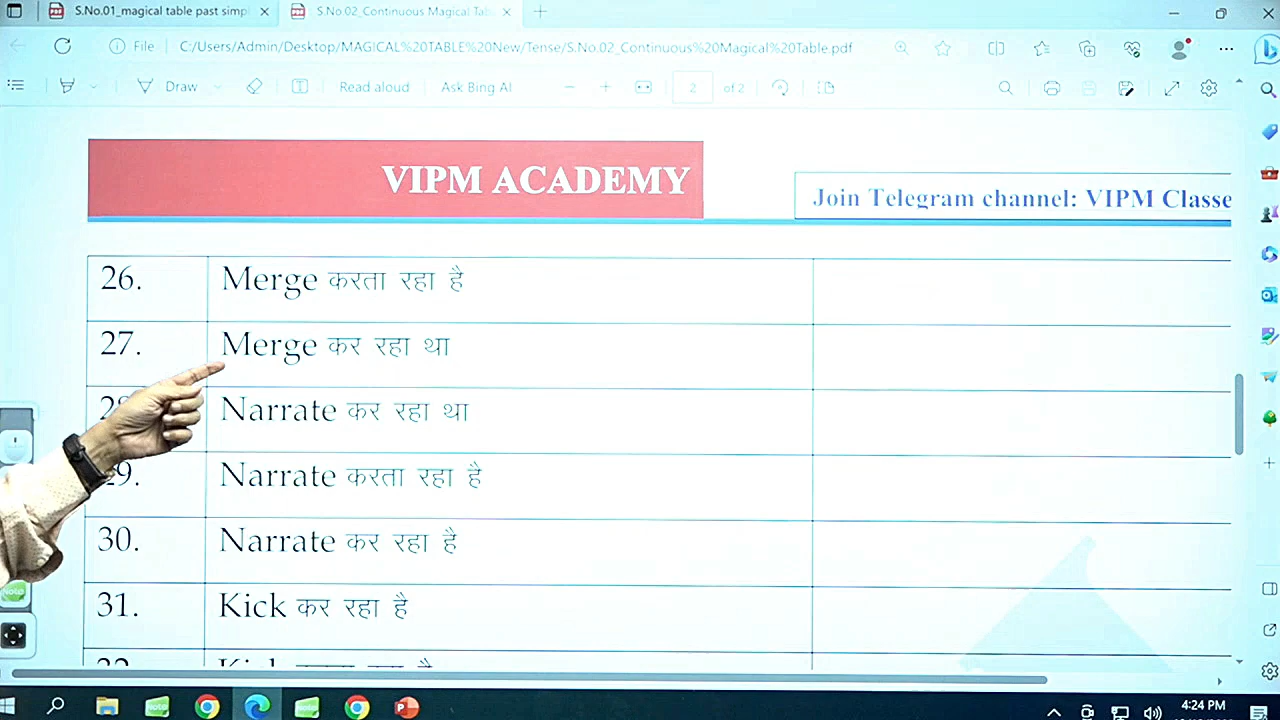 S.No.01_magical table past simpl
S.No.02_Continuous Magical Tab
File
C:/Users/Admin/Desktop/MAGICAL%20TABLE%20New/Tense/S.No.02_Continuous%20Magical%20Table.pdf
Draw
Read aloud
Ask Bing AI
2
of 2
VIPM ACADEMY
Join Telegram channel: VIPM Classe
26. Merge करता रहा है
27. Merge कर रहा था
Narrate कर रहा था
29. Narrate करता रहा है
30. Narrate कर रहा है
31. Kick कर रहा है
Note
4:24 PM